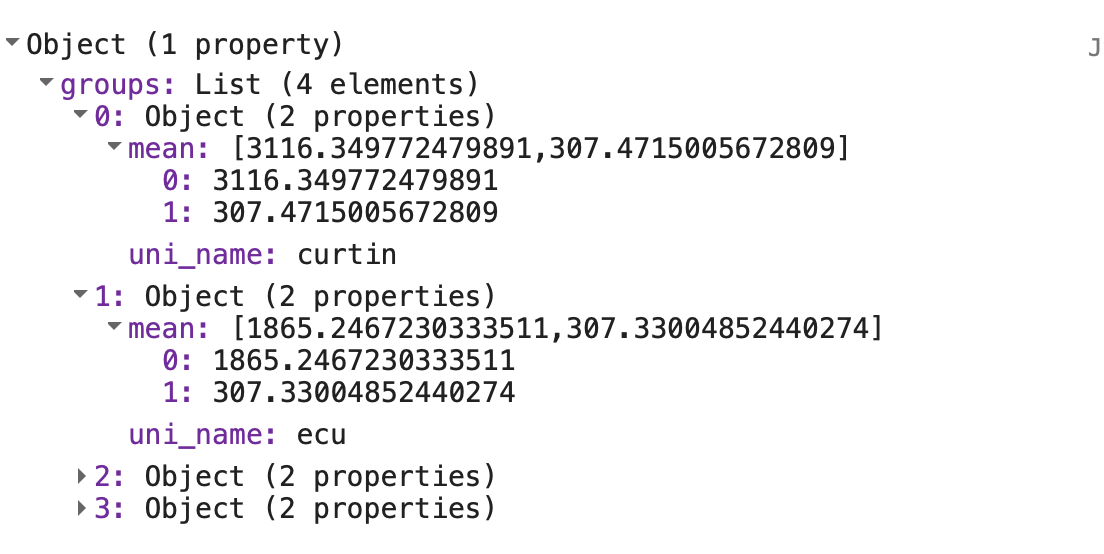 Object (1 property)
J
groups: List (4 elements)
0: Object (2 properties)
mean: [3116.349772479891,307.4715005672809]
0: 3116.349772479891
1: 307.4715005672809
uni_name: curtin
1: Object (2 properties)
mean: [1865.2467230333511,307.33004852440274]
0: 1865.2467230333511
1: 307.33004852440274
uni_name: ecu
2: Object (2 properties)
3: Object (2 properties)